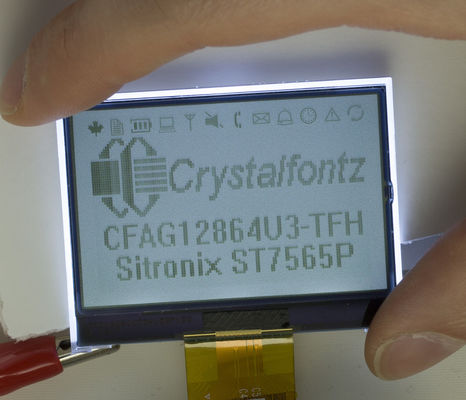 Crystalfontz
CFAG12864U3-TFH
Sitronix ST7565P